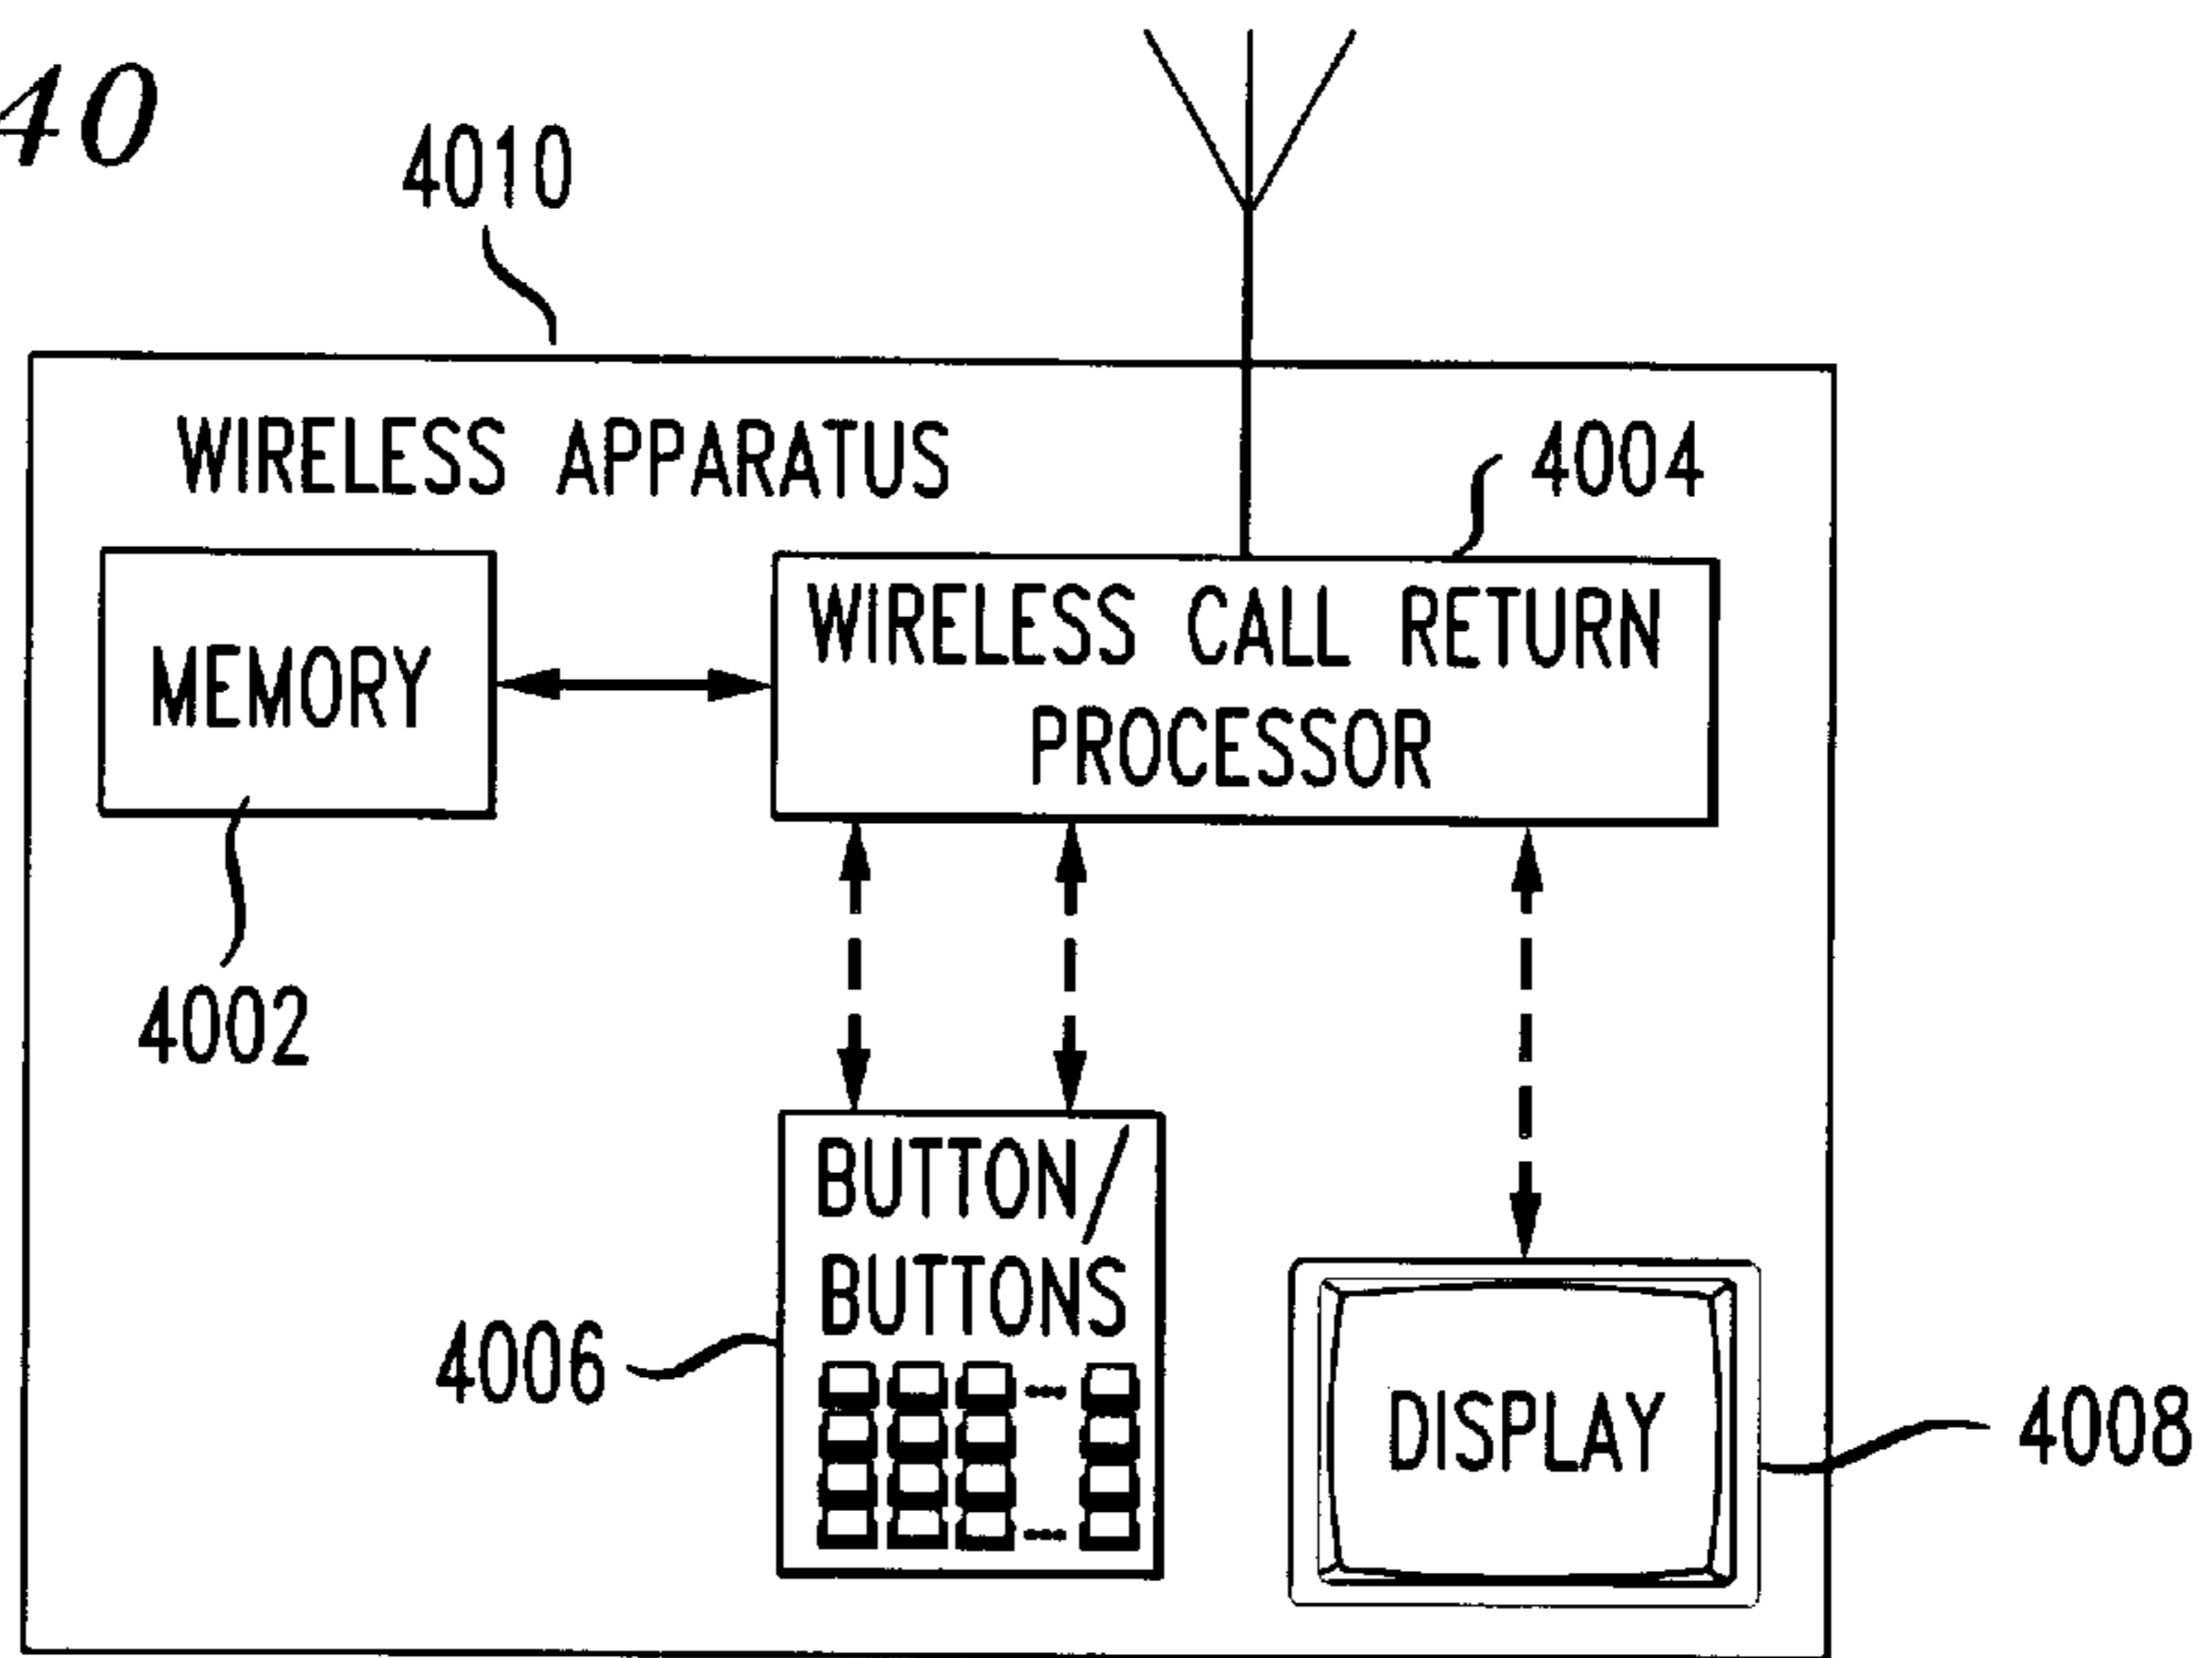 40
4010
WIRELESS APPARATUS
4004
MEMORY
WIRELESS CALL RETURN
PROCESSOR
4002
BUTTON/
BUTTONS
4006
DISPLAY
4008